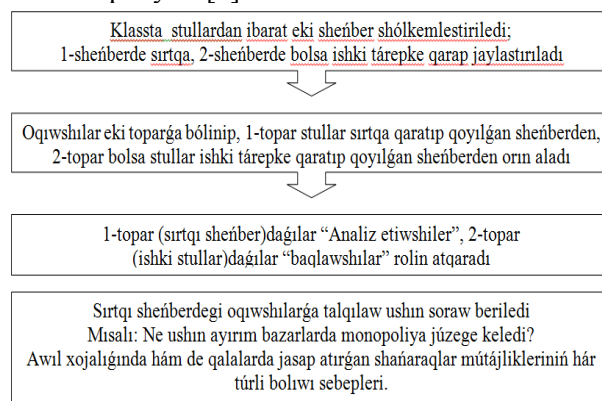 Klassta stullardan ibarat eki sheńber shólkemlestiriledi;
1-sheńberde sırtqa, 2-sheńberde bolsa ishki tárepke qarap jaylastırıladı
Oqıwshılar eki toparǵa bólinip, 1-topar stullar sırtqa qaratıp qoyılǵan sheńberden,
2-topar bolsa stullar ishki tárepke qaratıp qoyılǵan sheńberden orın aladı
1-topar (sırtqı sheńber)daǵılar “Analiz etiwshiler”, 2-topar
(ishki stullar)daǵılar “baqlawshılar” rolin atqaradı
Sırtqı sheńberdegi oqıwshılarǵa talqılaw ushın soraw beriledi
Mısalı: Ne ushın ayırım bazarlarda monopoliya júzege keledi?
Awıl xojalıǵında hám de qalalarda jasap atırǵan shańaraqlar mútájlikleriniń hár
túrli bolıwı sebepleri.